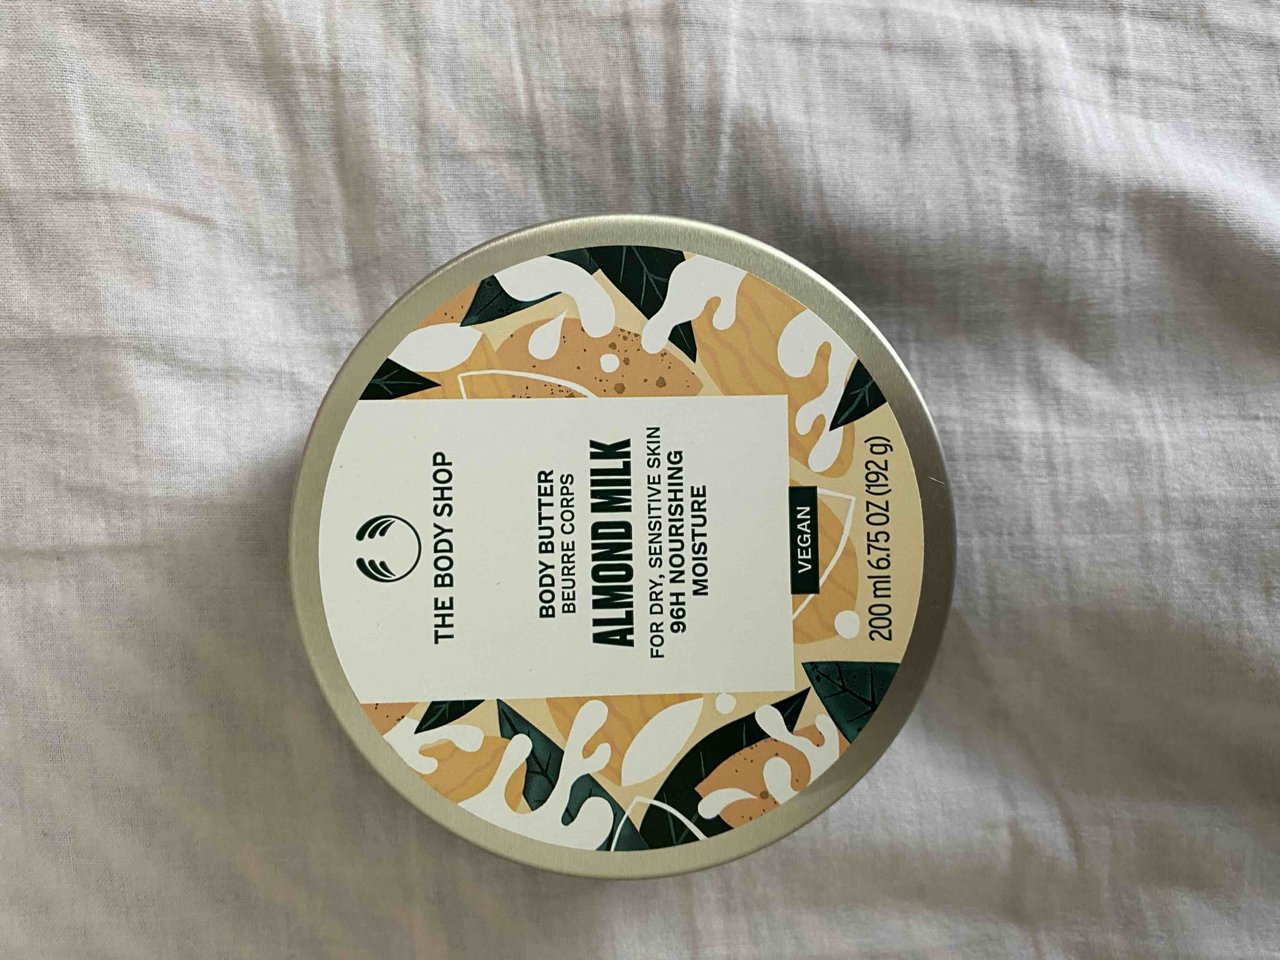 THE BODY SHOP
BODY BUTTER
BEURRE CORPS
ALMOND MILK
FOR DRY, SENSITIVE SKIN
96H NOURISHING
MOISTURE
VEGAN
200 ml 6.75 OZ (192 g)